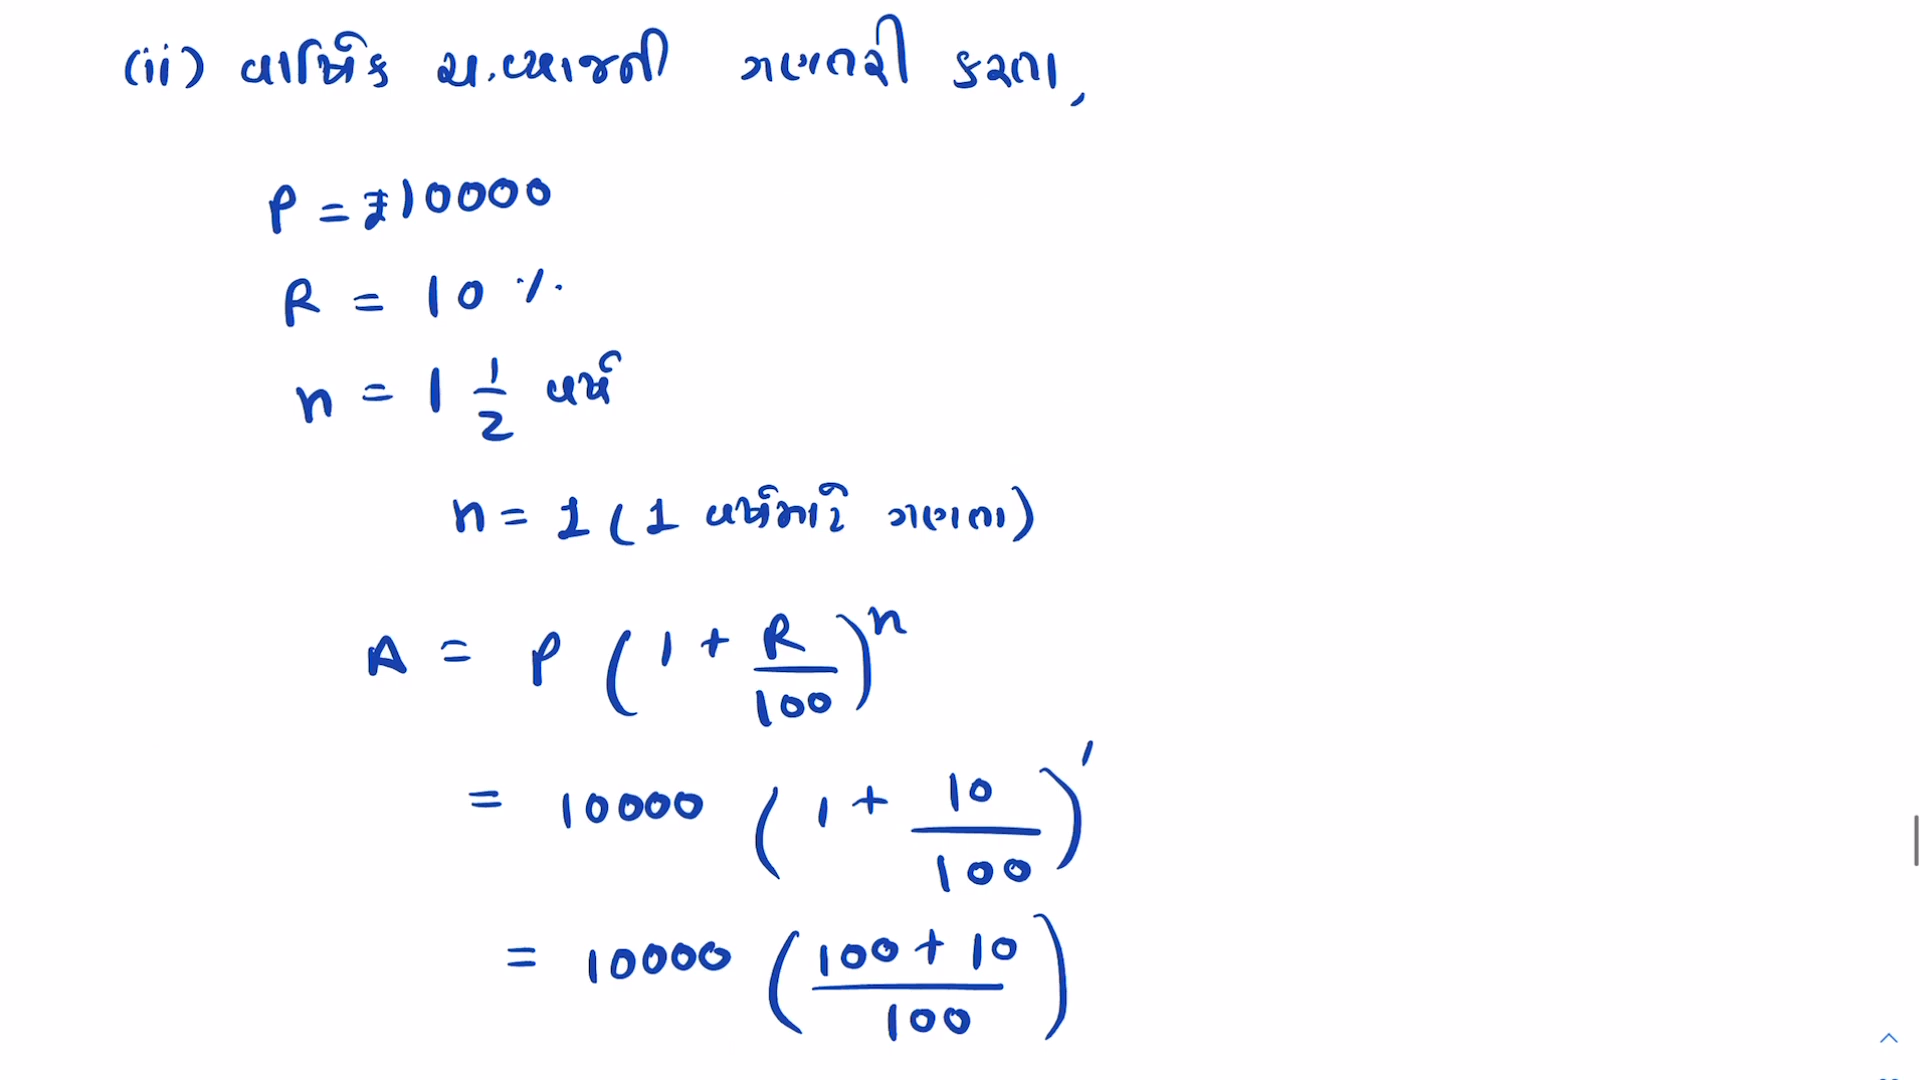 (ii) વાર્ષિક ચ.વ્યાજની ગણતરી કરતા,
P = ₹10000
R = 10 %
n = 1 1/2 વર્ષ
n = 1 ( 1 વર્ષમાટે ગણતા )
A = P ( 1 + R/100 )^n
= 10000 ( 1 + 10/100 )^1
= 10000 ( 100 + 10 / 100 )